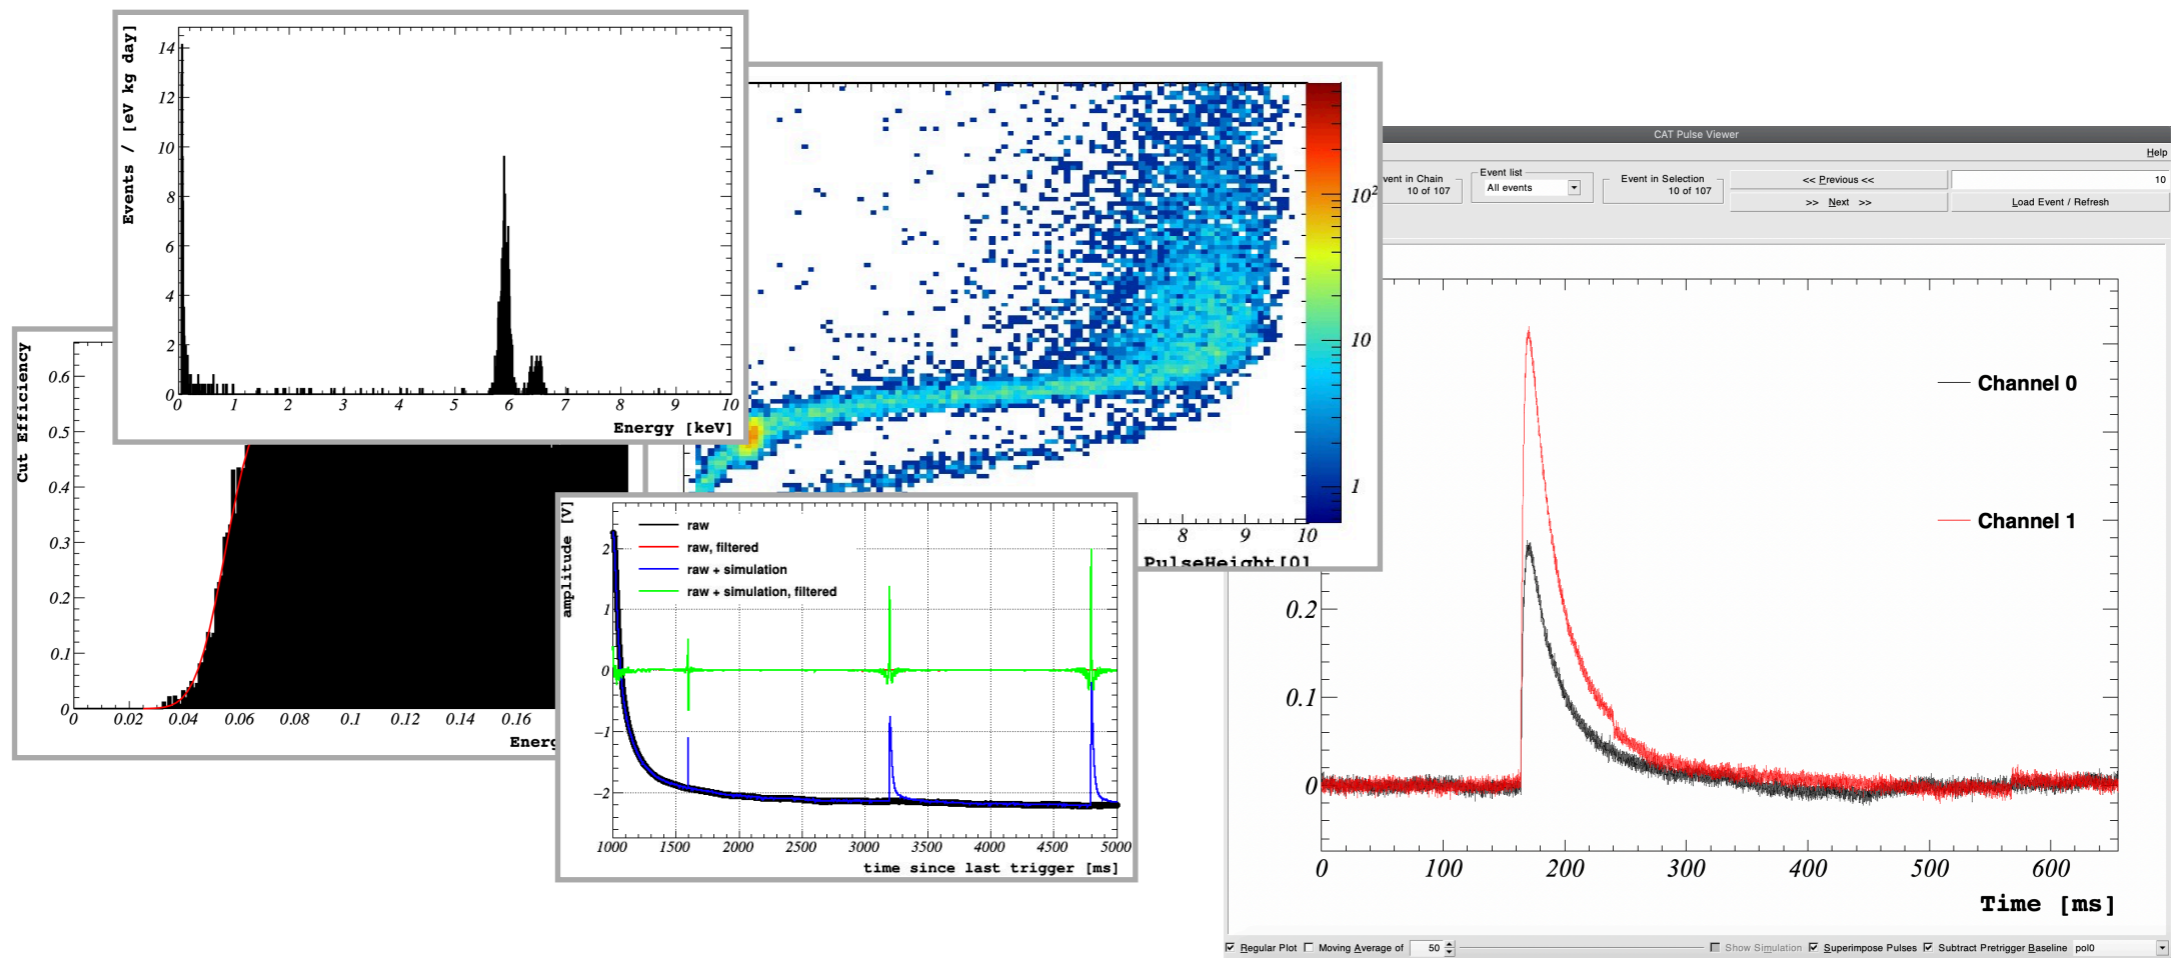 Events / [eV kg day]
14
12
10
8
6
4
2
0
0 1 2 3 4 5 6 7 8 9 10
Energy [keV]
Cut Efficiency
0.6
0.5
0.4
0.3
0.2
0.1
0
0 0.02 0.04 0.06 0.08 0.1 0.12 0.14 0.16
Energ
10²
10
1
8 9 10
PulseHeight[0]
amplitude [V]
raw
raw, filtered
raw + simulation
raw + simulation, filtered
2
1
0
−1
−2
1000 1500 2000 2500 3000 3500 4000 4500 5000
time since last trigger [ms]
CAT Pulse Viewer
Help
vent in Chain
10 of 107
Event list
All events
Event in Selection
10 of 107
<< Previous <<
>> Next >>
10
Load Event / Refresh
Channel 0
Channel 1
0.2
0.1
0
0 100 200 300 400 500 600
Time [ms]
Regular Plot Moving Average of 50 Show Simulation Superimpose Pulses Subtract Pretrigger Baseline pol0